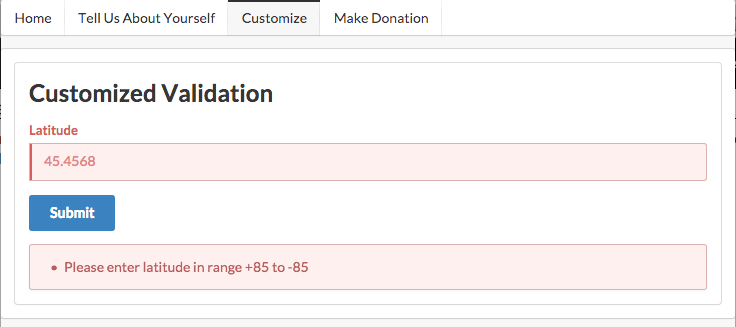 Home Tell Us About Yourself Customize Make Donation
Customized Validation
Latitude
45.4568
Submit
• Please enter latitude in range +85 to -85